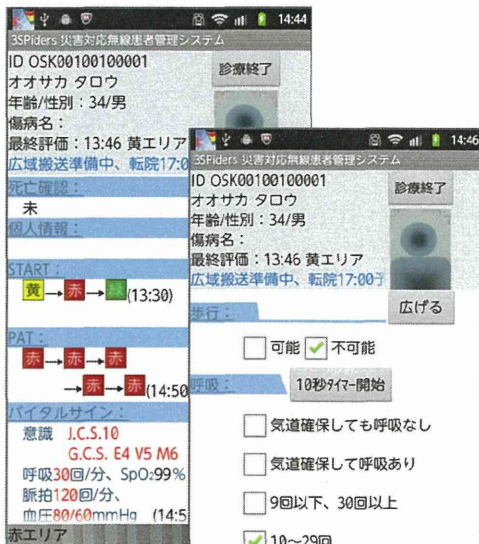 14:44
3SPiders 災害対応無線患者管理システム
ID OSK00100100001
診療終了
オオサカ タロウ
年齢/性別:34/男
傷病名:
最終評価:13:46 黄エリア
広域搬送準備中、転院17:0
死亡確認:
未
個人情報:
START:
黄→赤→緑(13:30)
PAT:
赤→赤→赤
→赤→赤(14:50
バイタルサイン:
意識 J.C.S.10
G.C.S. E4 V5 M6
呼吸30回/分、SpO299%
脈拍120回/分、
血圧80/60mmHg (14:5
赤エリア
14:46
3SPiders 災害対応無線患者管理システム
ID OSK00100100001
診療終了
オオサカ タロウ
年齢/性別:34/男
傷病名:
最終評価:13:46 黄エリア
広域搬送準備中、転院17:00予
広げる
歩行:
可能 不可能
呼吸: 10秒タイマー開始
気道確保しても呼吸なし
気道確保して呼吸あり
9回以下、30回以上
10~29回